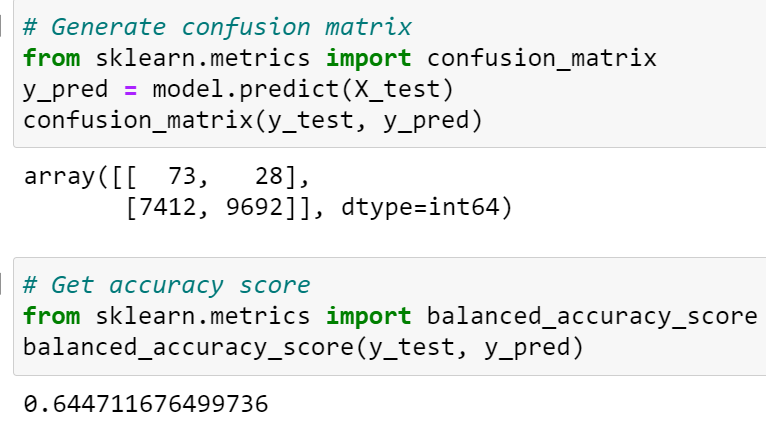 # Generate confusion matrix
from sklearn.metrics import confusion_matrix
y_pred = model.predict(X_test)
confusion_matrix(y_test, y_pred)
array([[  73,   28],
       [7412, 9692]], dtype=int64)
# Get accuracy score
from sklearn.metrics import balanced_accuracy_score
balanced_accuracy_score(y_test, y_pred)
0.644711676499736